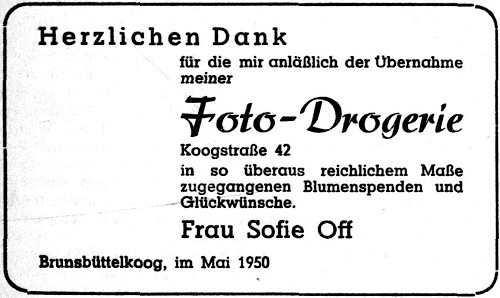 Herzlichen Dank
für die mir anläßlich der Übernahme
meiner
Foto-Drogerie
Koogstraße 42
in so überaus reichlichem Maße
zugegangenen Blumenspenden und
Glückwünsche.
Frau Sofie Off
Brunsbüttelkoog, im Mai 1950